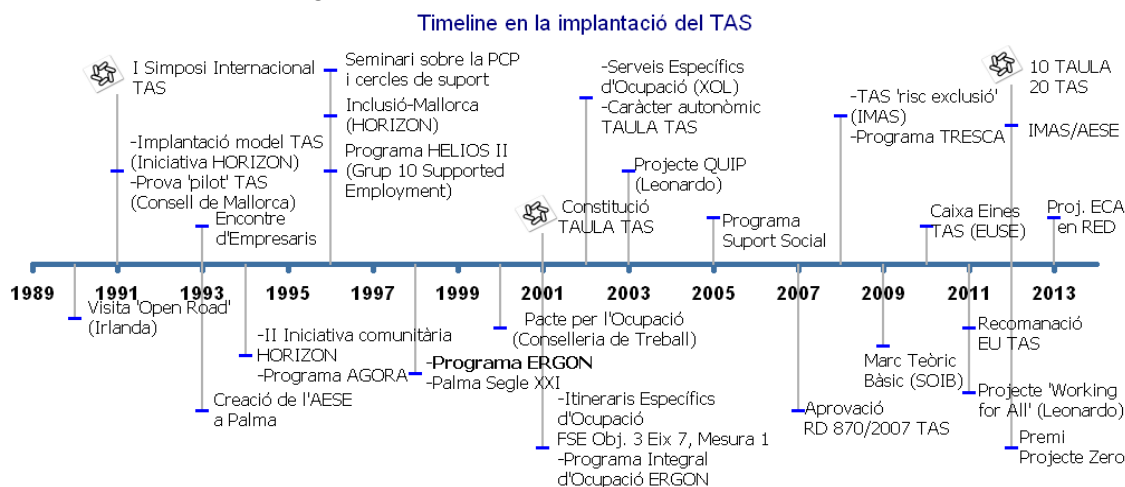 Timeline en la implantació del TAS
I Simposi Internacional
TAS
-Implantació model TAS
(Iniciativa HORIZON)
-Prova 'pilot' TAS
(Consell de Mallorca)
Encontre
d'Empresaris
Seminari sobre la PCP
i cercles de suport
Inclusió-Mallorca
(HORIZON)
Programa HELIOS II
(Grup 10 Supported
Employment)
Constitució
TAULA TAS
-Serveis Específics
d'Ocupació (XOL)
-Caràcter autonòmic
TAULA TAS
Projecte QUIP
(Leonardo)
Programa
Suport Social
-TAS 'risc exclusió'
(IMAS)
-Programa TRESCA
Caixa Eines
TAS (EUSE)
10 TAULA
20 TAS
IMAS/AESE
Proj. ECA
en RED
1989 1991 1993 1995 1997 1999 2001 2003 2005 2007 2009 2011 2013
Visita 'Open Road'
(Irlanda)
Creació de l'AESE
a Palma
-II Iniciativa comunitària
HORIZON
-Programa AGORA
-Programa ERGON
-Palma Segle XXI
Pacte per l'Ocupació
(Conselleria de Treball)
-Itineraris Específics
d'Ocupació
FSE Obj. 3 Eix 7, Mesura 1
-Programa Integral
d'Ocupació ERGON
Aprovació
RD 870/2007 TAS
Marc Teòric
Bàsic (SOIB)
Recomanació
EU TAS
Projecte 'Working
for All' (Leonardo)
Premi
Projecte Zero